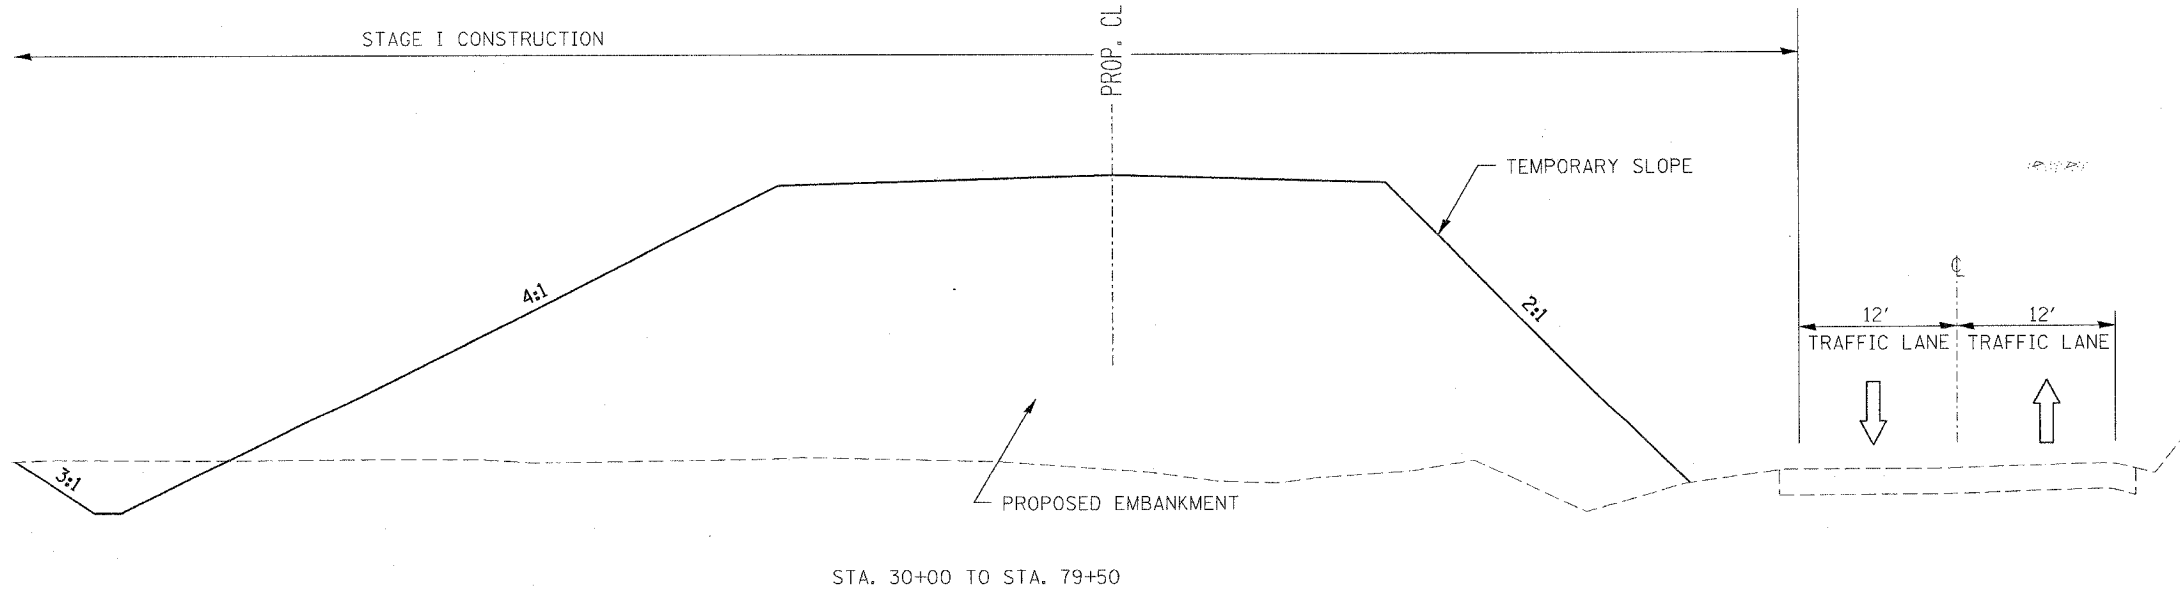 STAGE I CONSTRUCTION
PROP. CL
TEMPORARY SLOPE
4:1
2:1
℄
12' 12'
TRAFFIC LANE TRAFFIC LANE
3:1
PROPOSED EMBANKMENT
STA. 30+00 TO STA. 79+50